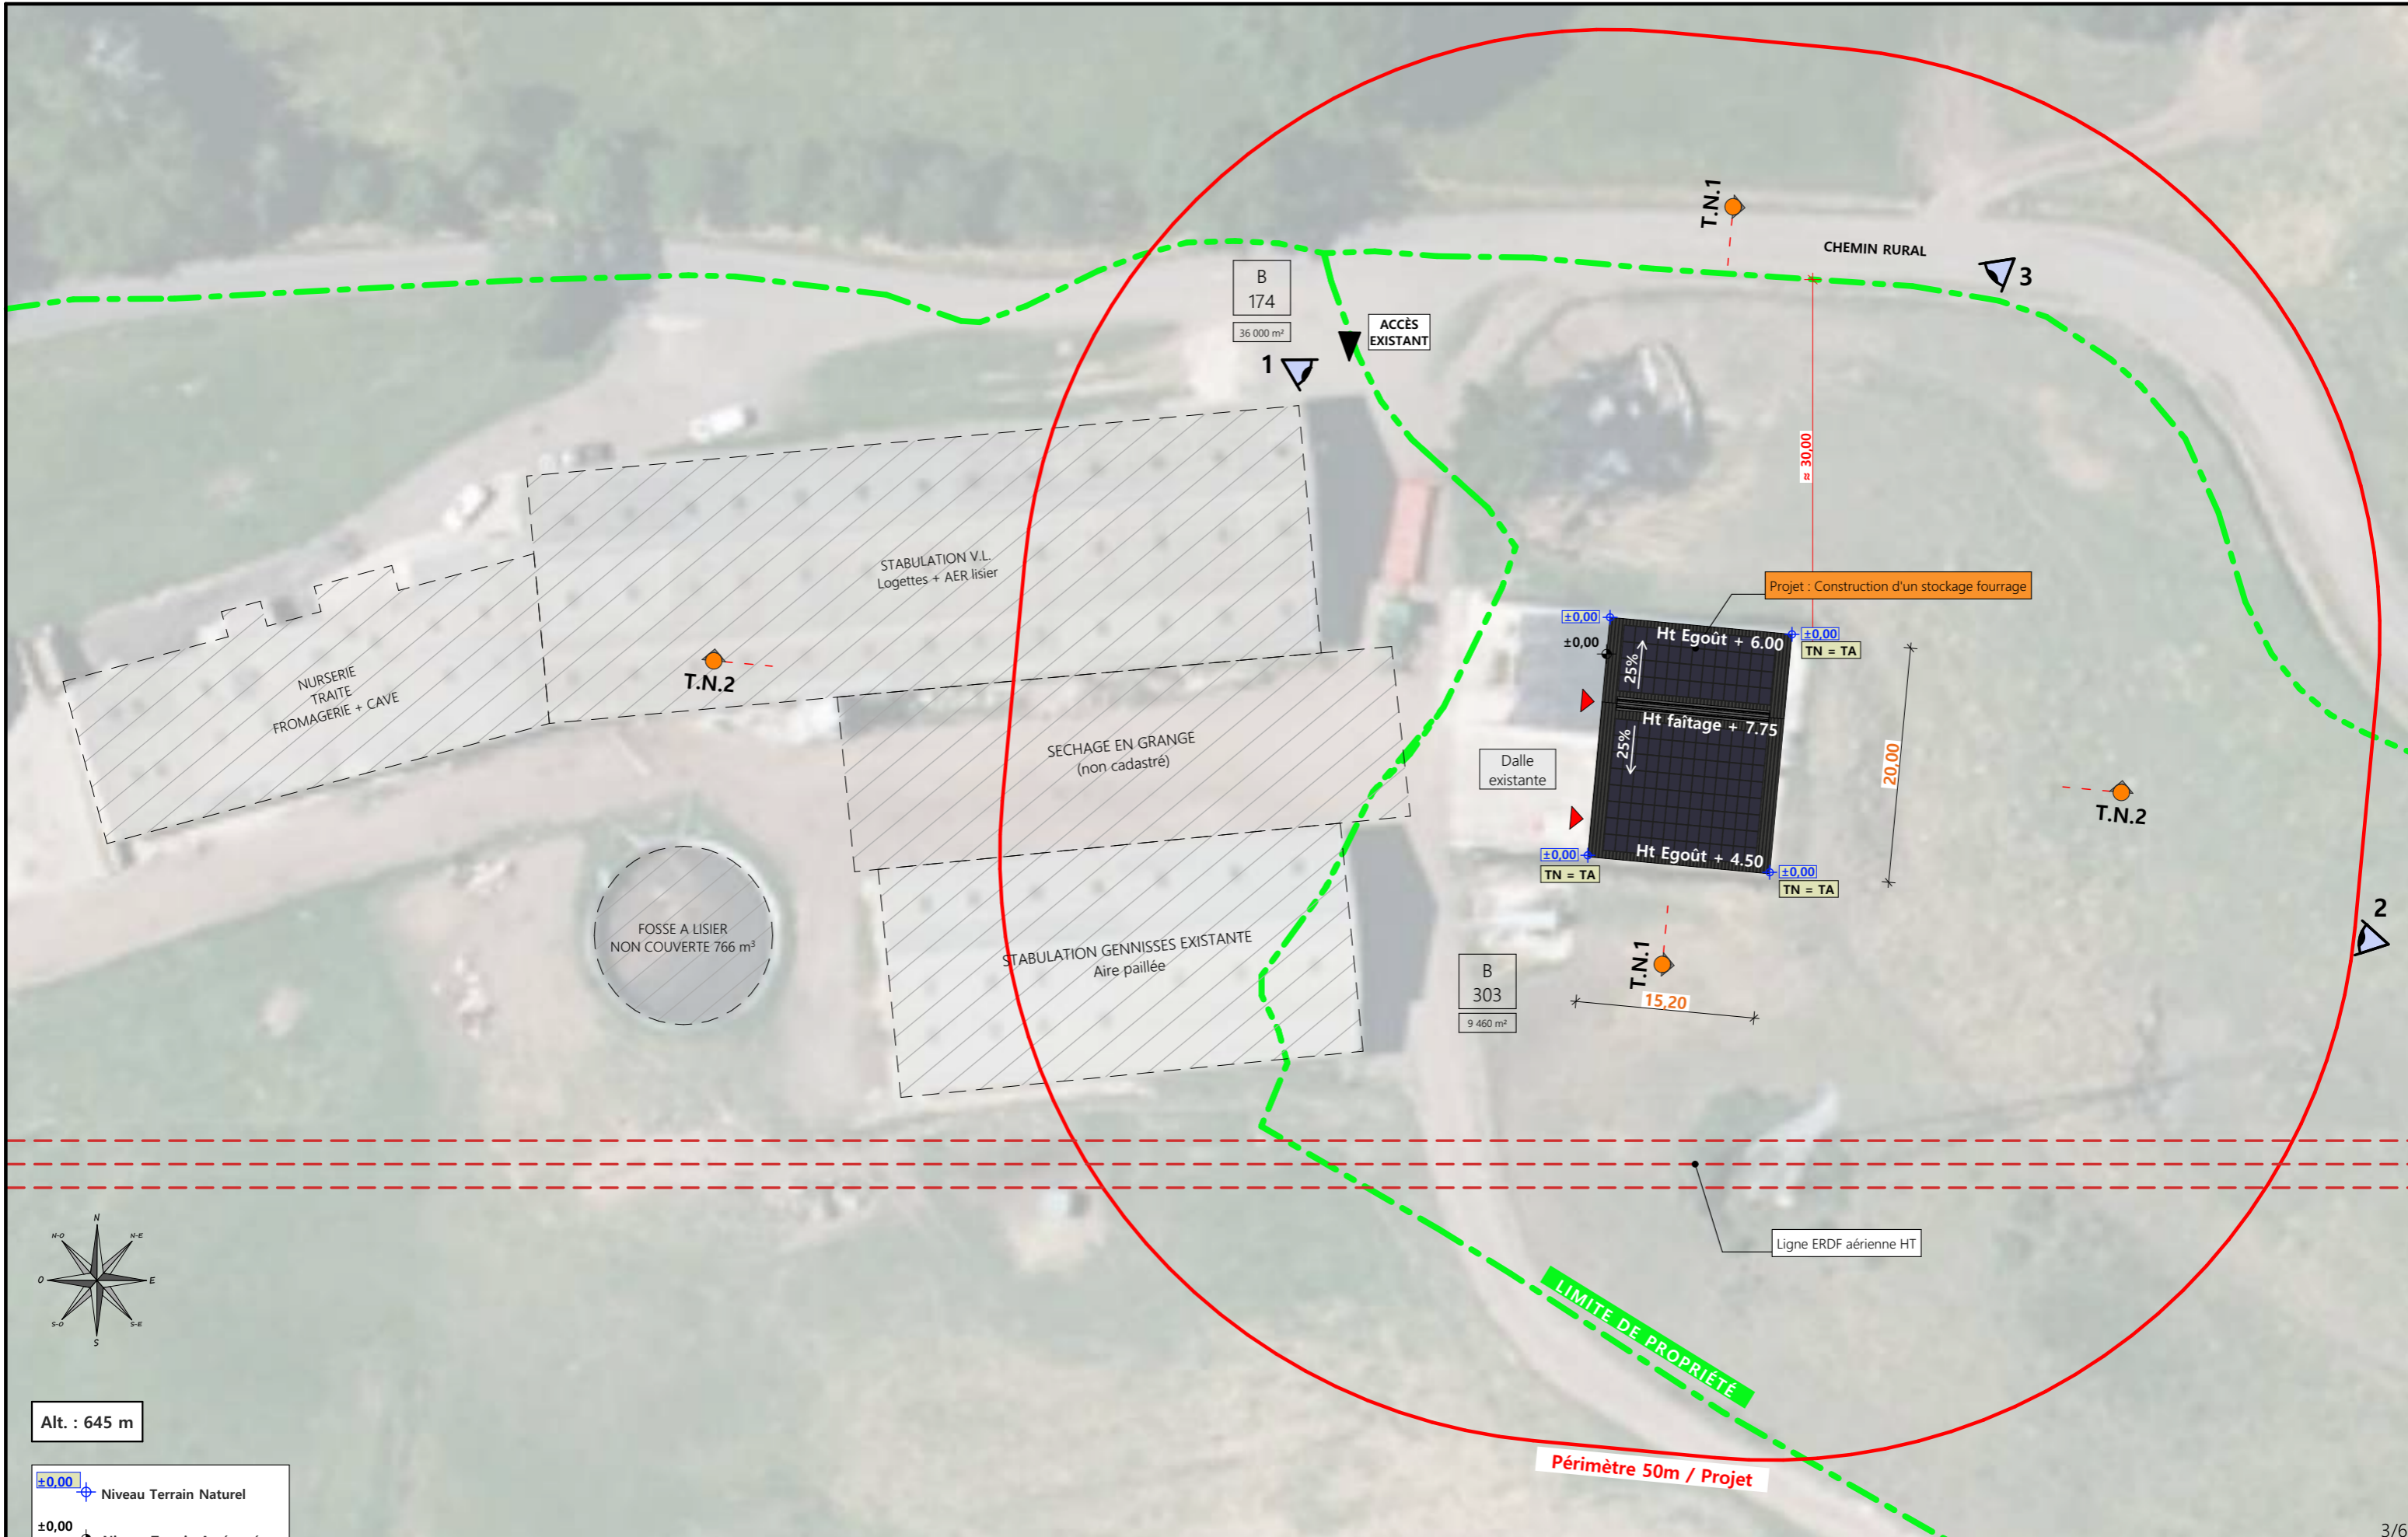 T.N.1
CHEMIN RURAL
3
B
174
36 000 m²
ACCÈS
EXISTANT
1
≈ 30,00
STABULATION V.L.
Logettes + AER lisier
Projet : Construction d'un stockage fourrage
±0,00
Ht Egoût + 6.00
±0,00
±0,00
TN = TA
25%
NURSERIE
TRAITE
FROMAGERIE + CAVE
T.N.2
Ht faîtage + 7.75
25%
SECHAGE EN GRANGE
(non cadastré)
Dalle
existante
20,00
T.N.2
Ht Egoût + 4.50
±0,00
TN = TA
±0,00
TN = TA
2
FOSSE A LISIER
NON COUVERTE 766 m³
STABULATION GENNISSES EXISTANTE
Aire paillée
B
303
9 460 m²
T.N.1
15,20
Ligne ERDF aérienne HT
N
N-O
N-E
O
E
S-O
S-E
S
LIMITE DE PROPRIÉTÉ
Alt. : 645 m
Périmètre 50m / Projet
±0,00
Niveau Terrain Naturel
±0,00
3/6